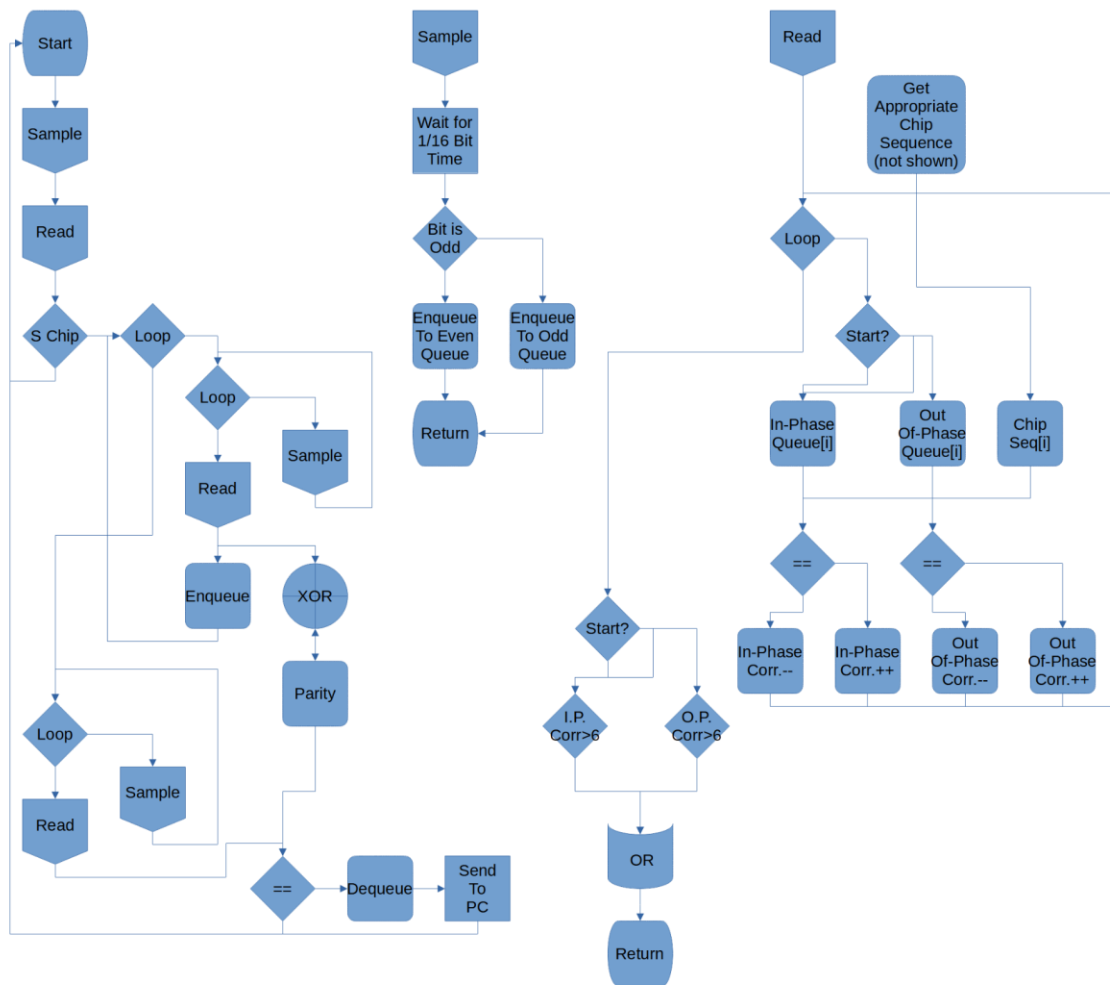 Start
Sample
Read
S Chip
Loop
Loop
Sample
Read
Enqueue
XOR
Parity
Loop
Sample
Read
==
Dequeue
Send
To
PC
Sample
Wait for
1/16 Bit
Time
Bit is
Odd
Enqueue
To Even
Queue
Enqueue
To Odd
Queue
Return
Read
Get
Appropriate
Chip
Sequence
(not shown)
Loop
Start?
In-Phase
Queue[i]
Out
Of-Phase
Queue[i]
Chip
Seq[i]
==
==
In-Phase
Corr.--
In-Phase
Corr.++
Out
Of-Phase
Corr.--
Out
Of-Phase
Corr.++
Start?
I.P.
Corr>6
O.P.
Corr>6
OR
Return